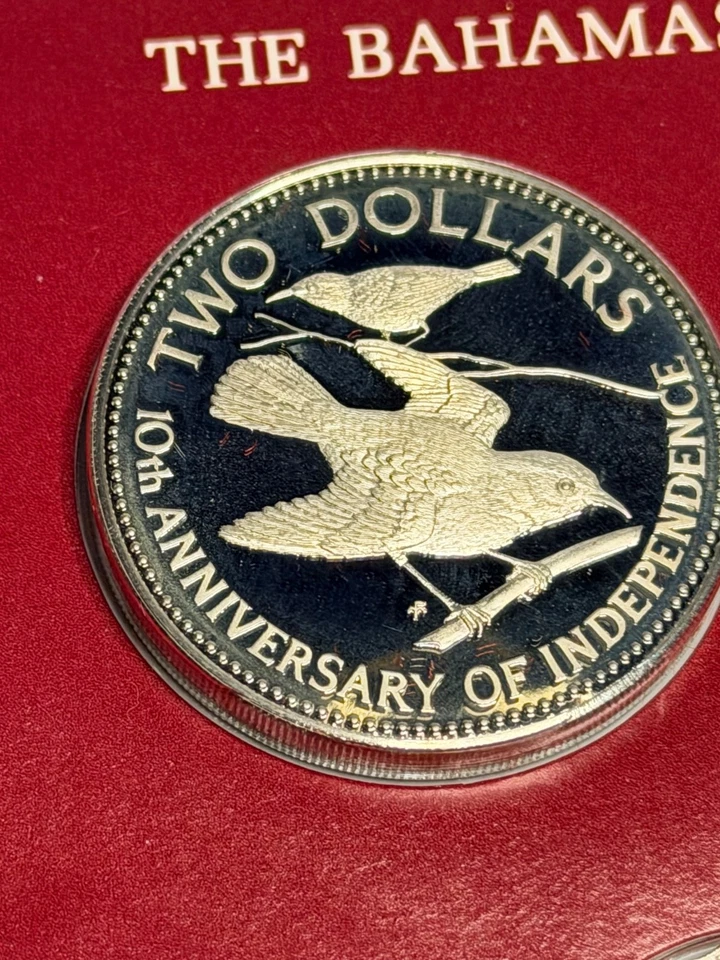 THE BAHAMAS
TWO DOLLARS
10th ANNIVERSARY OF INDEPENDENCE